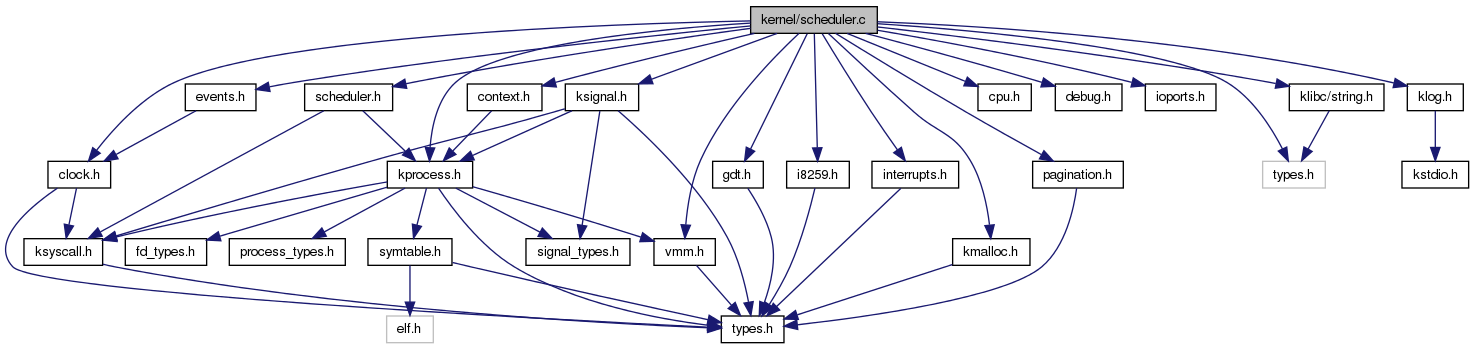 kernel/scheduler.c
events.h
scheduler.h
context.h
ksignal.h
cpu.h
debug.h
ioports.h
klibc/string.h
klog.h
clock.h
kprocess.h
gdt.h
i8259.h
interrupts.h
pagination.h
types.h
kstdio.h
ksyscall.h
fd_types.h
process_types.h
symtable.h
signal_types.h
vmm.h
kmalloc.h
elf.h
types.h